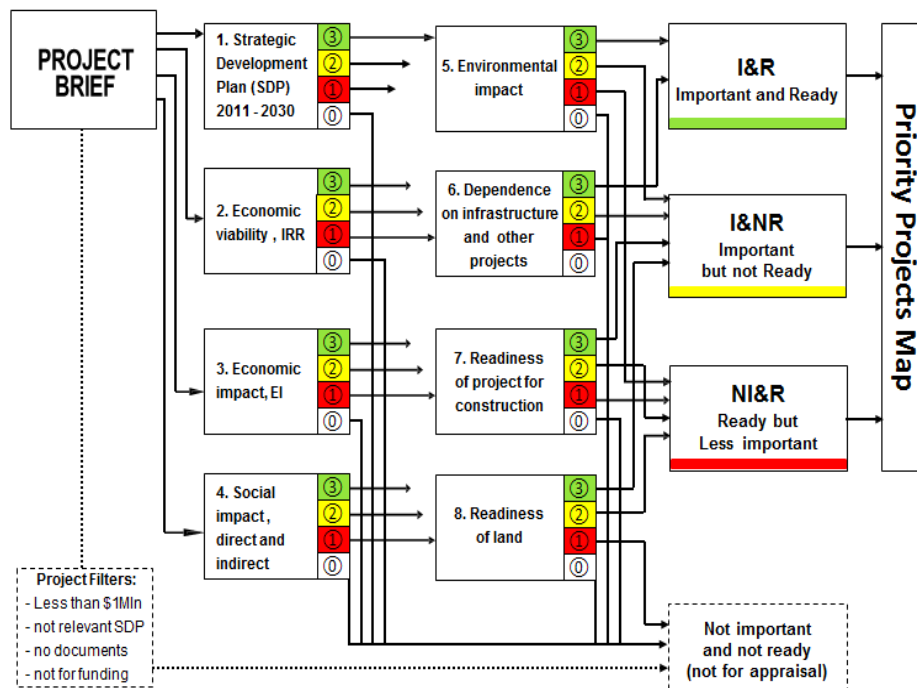 PROJECT
BRIEF
1. Strategic
Development
Plan (SDP)
2011 - 2030
③
②
①
⓪
2. Economic
viability , IRR
③
②
①
⓪
3. Economic
impact, EI
③
②
①
⓪
4. Social
impact ,
direct and
indirect
③
②
①
⓪
5. Environmental
impact
③
②
①
⓪
6. Dependence
on infrastructure
and other
projects
③
②
①
⓪
7. Readiness
of project for
construction
③
②
①
⓪
8. Readiness
of land
③
②
①
⓪
I&R
Important and Ready
I&NR
Important
but not Ready
NI&R
Ready but
Less important
Not important
and not ready
(not for appraisal)
Priority Projects Map
Project Filters:
- Less than $1Mln
- not relevant SDP
- no documents
- not for funding